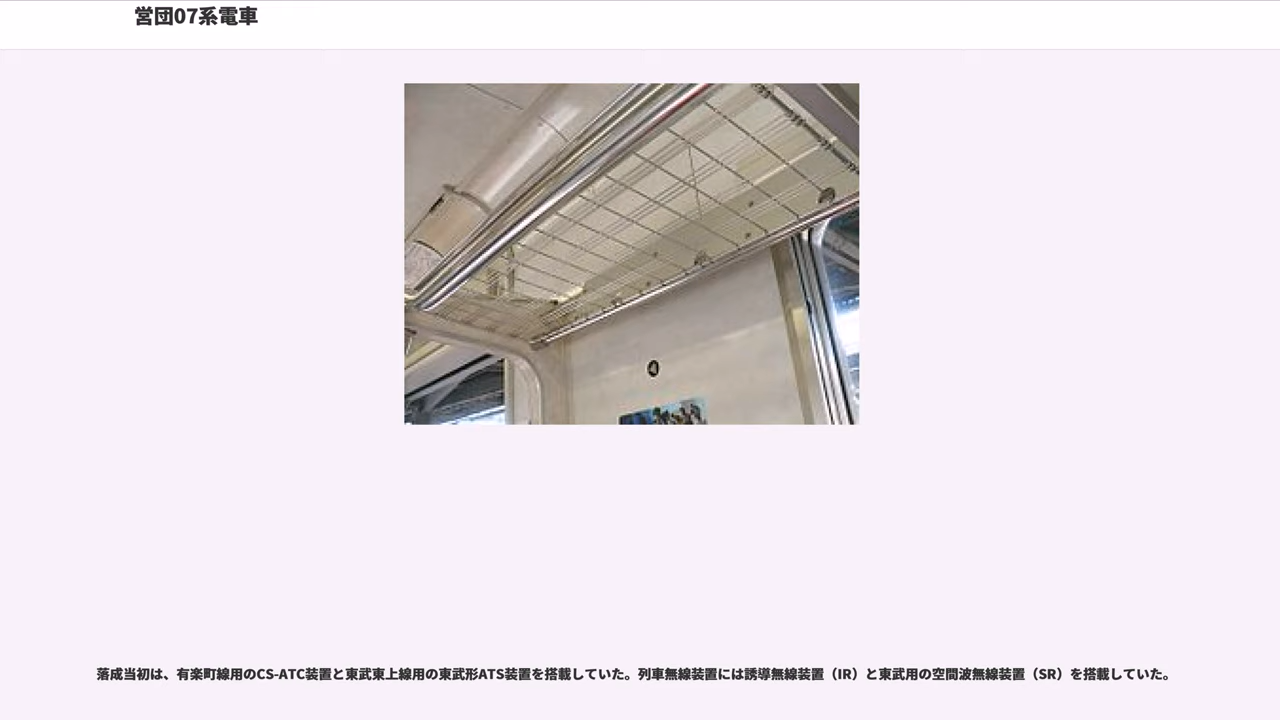 営団07系電車
4
落成当初は、有楽町線用のCS-ATC装置と東武東上線用の東武形ATS装置を搭載していた。列車無線装置には誘導無線装置（IR）と東武用の空間波無線装置（SR）を搭載していた。